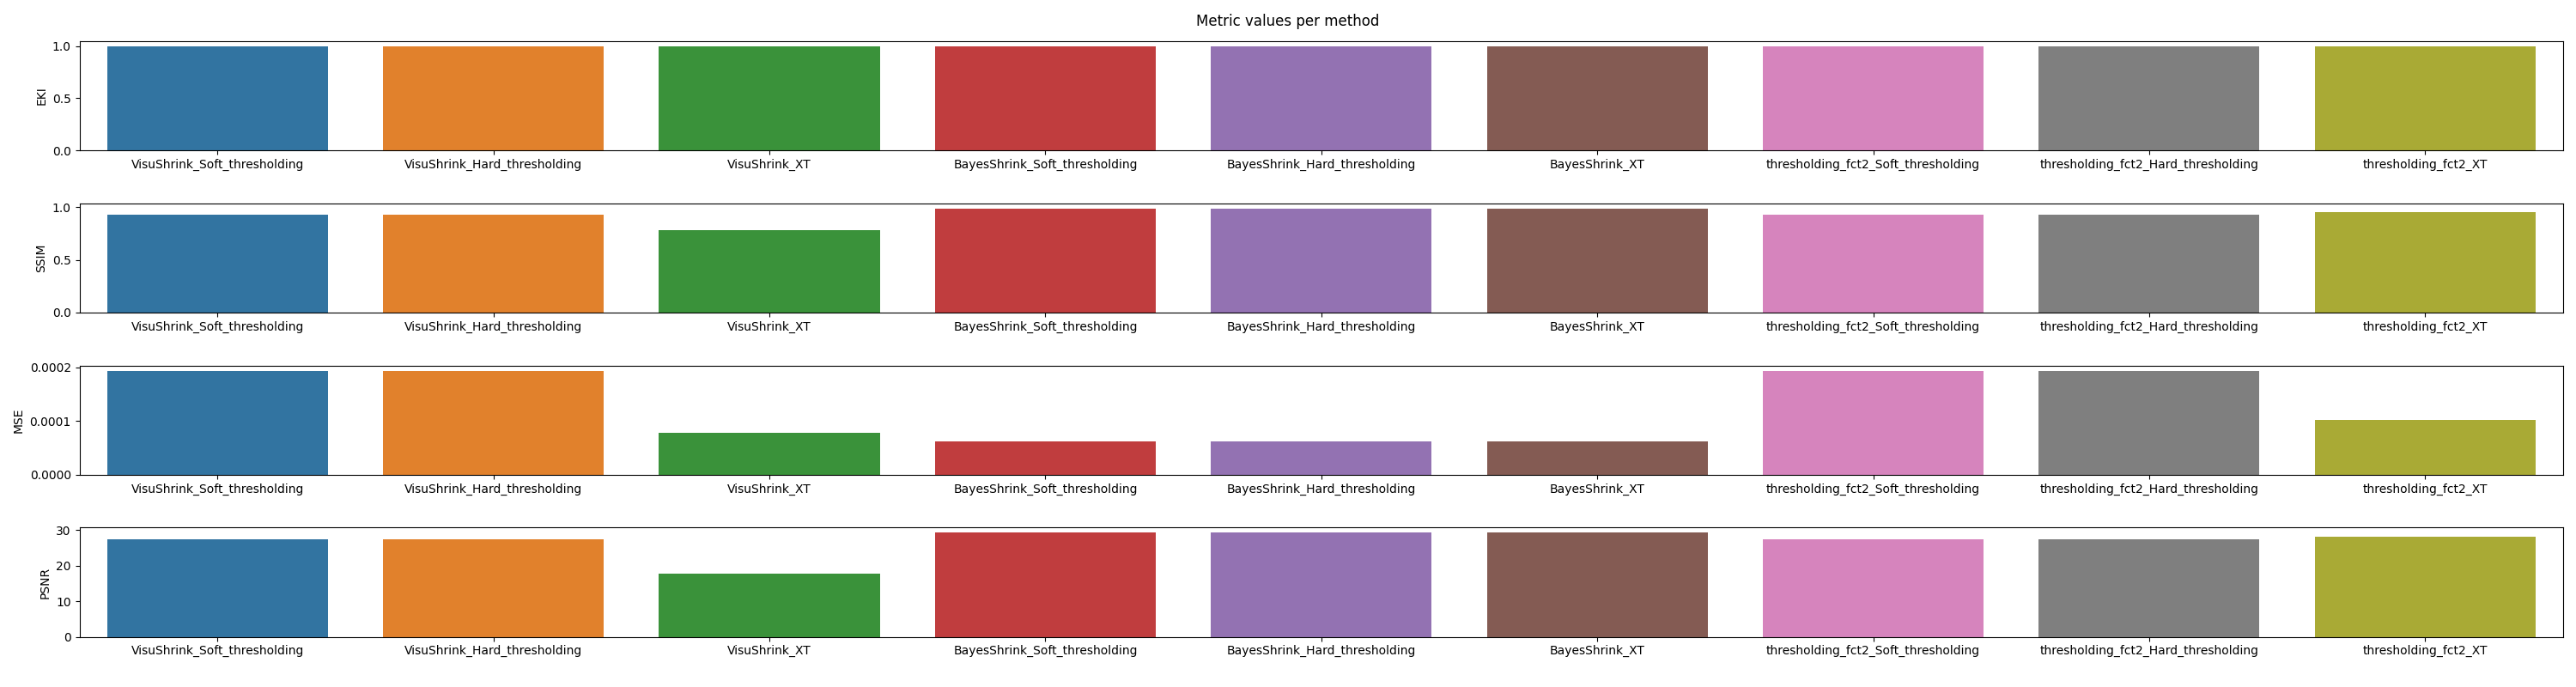 Metric values per method
1.0
0.5
0.0
EKI
VisuShrink_Soft_thresholding VisuShrink_Hard_thresholding VisuShrink_XT BayesShrink_Soft_thresholding BayesShrink_Hard_thresholding BayesShrink_XT thresholding_fct2_Soft_thresholding thresholding_fct2_Hard_thresholding thresholding_fct2_XT
1.0
0.5
0.0
SSIM
VisuShrink_Soft_thresholding VisuShrink_Hard_thresholding VisuShrink_XT BayesShrink_Soft_thresholding BayesShrink_Hard_thresholding BayesShrink_XT thresholding_fct2_Soft_thresholding thresholding_fct2_Hard_thresholding thresholding_fct2_XT
0.0002
0.0001
0.0000
MSE
VisuShrink_Soft_thresholding VisuShrink_Hard_thresholding VisuShrink_XT BayesShrink_Soft_thresholding BayesShrink_Hard_thresholding BayesShrink_XT thresholding_fct2_Soft_thresholding thresholding_fct2_Hard_thresholding thresholding_fct2_XT
30
20
10
0
PSNR
VisuShrink_Soft_thresholding VisuShrink_Hard_thresholding VisuShrink_XT BayesShrink_Soft_thresholding BayesShrink_Hard_thresholding BayesShrink_XT thresholding_fct2_Soft_thresholding thresholding_fct2_Hard_thresholding thresholding_fct2_XT